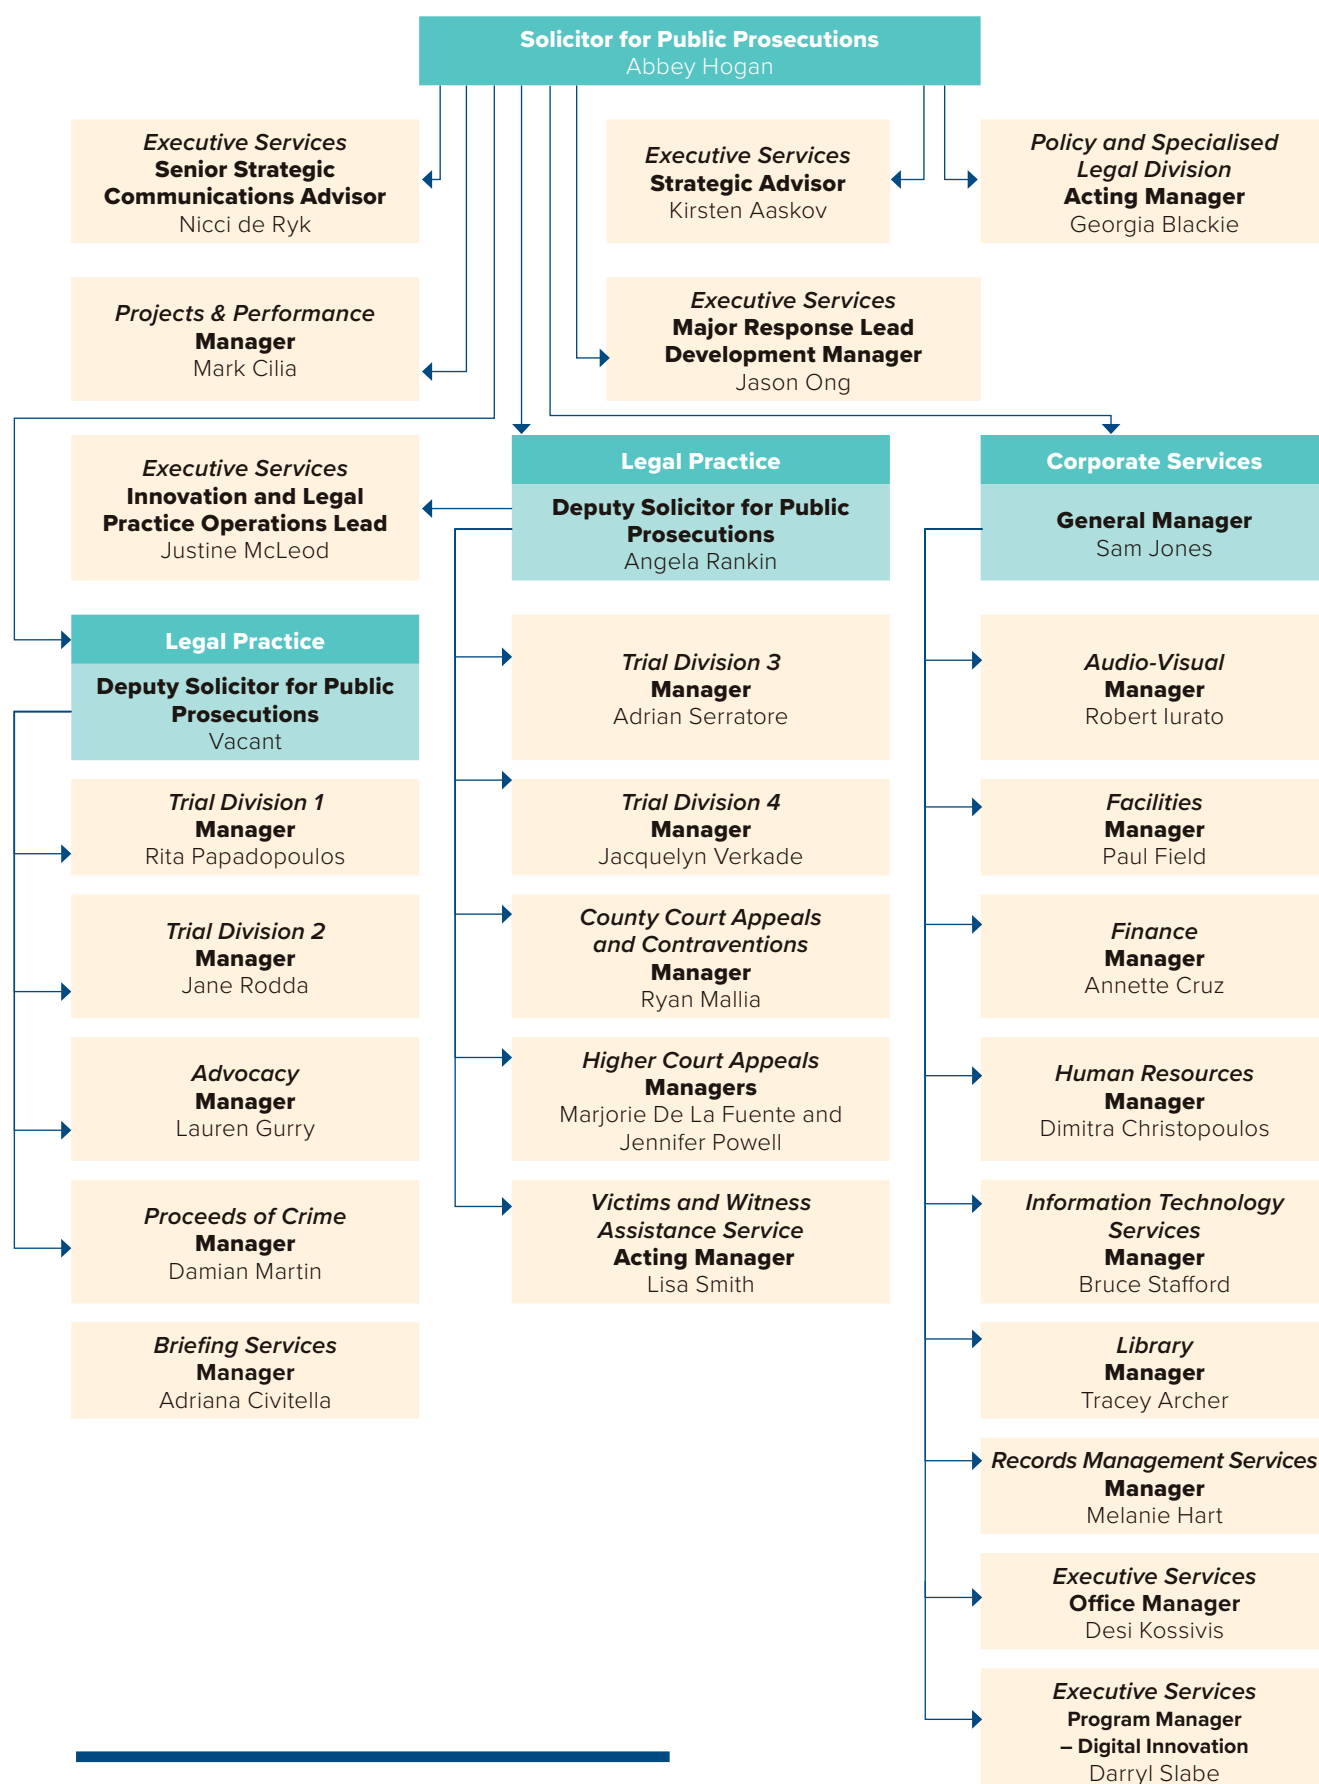 Solicitor for Public Prosecutions
Abbey Hogan
Executive Services
Senior Strategic
Communications Advisor
Nicci de Ryk
Executive Services
Strategic Advisor
Kirsten Aaskov
Policy and Specialised
Legal Division
Acting Manager
Georgia Blackie
Projects & Performance
Manager
Mark Cilia
Executive Services
Major Response Lead
Development Manager
Jason Ong
Executive Services
Innovation and Legal
Practice Operations Lead
Justine McLeod
Legal Practice
Deputy Solicitor for Public
Prosecutions
Angela Rankin
Corporate Services
General Manager
Sam Jones
Legal Practice
Deputy Solicitor for Public
Prosecutions
Vacant
Trial Division 1
Manager
Rita Papadopoulos
Trial Division 2
Manager
Jane Rodda
Advocacy
Manager
Lauren Gurry
Proceeds of Crime
Manager
Damian Martin
Briefing Services
Manager
Adriana Civitella
Trial Division 3
Manager
Adrian Serratore
Trial Division 4
Manager
Jacquelyn Verkade
County Court Appeals
and Contraventions
Manager
Ryan Mallia
Higher Court Appeals
Managers
Marjorie De La Fuente and
Jennifer Powell
Victims and Witness
Assistance Service
Acting Manager
Lisa Smith
Audio-Visual
Manager
Robert Iurato
Facilities
Manager
Paul Field
Finance
Manager
Annette Cruz
Human Resources
Manager
Dimitra Christopoulos
Information Technology
Services
Manager
Bruce Stafford
Library
Manager
Tracey Archer
Records Management Services
Manager
Melanie Hart
Executive Services
Office Manager
Desi Kossivis
Executive Services
Program Manager
– Digital Innovation
Darryl Slabe